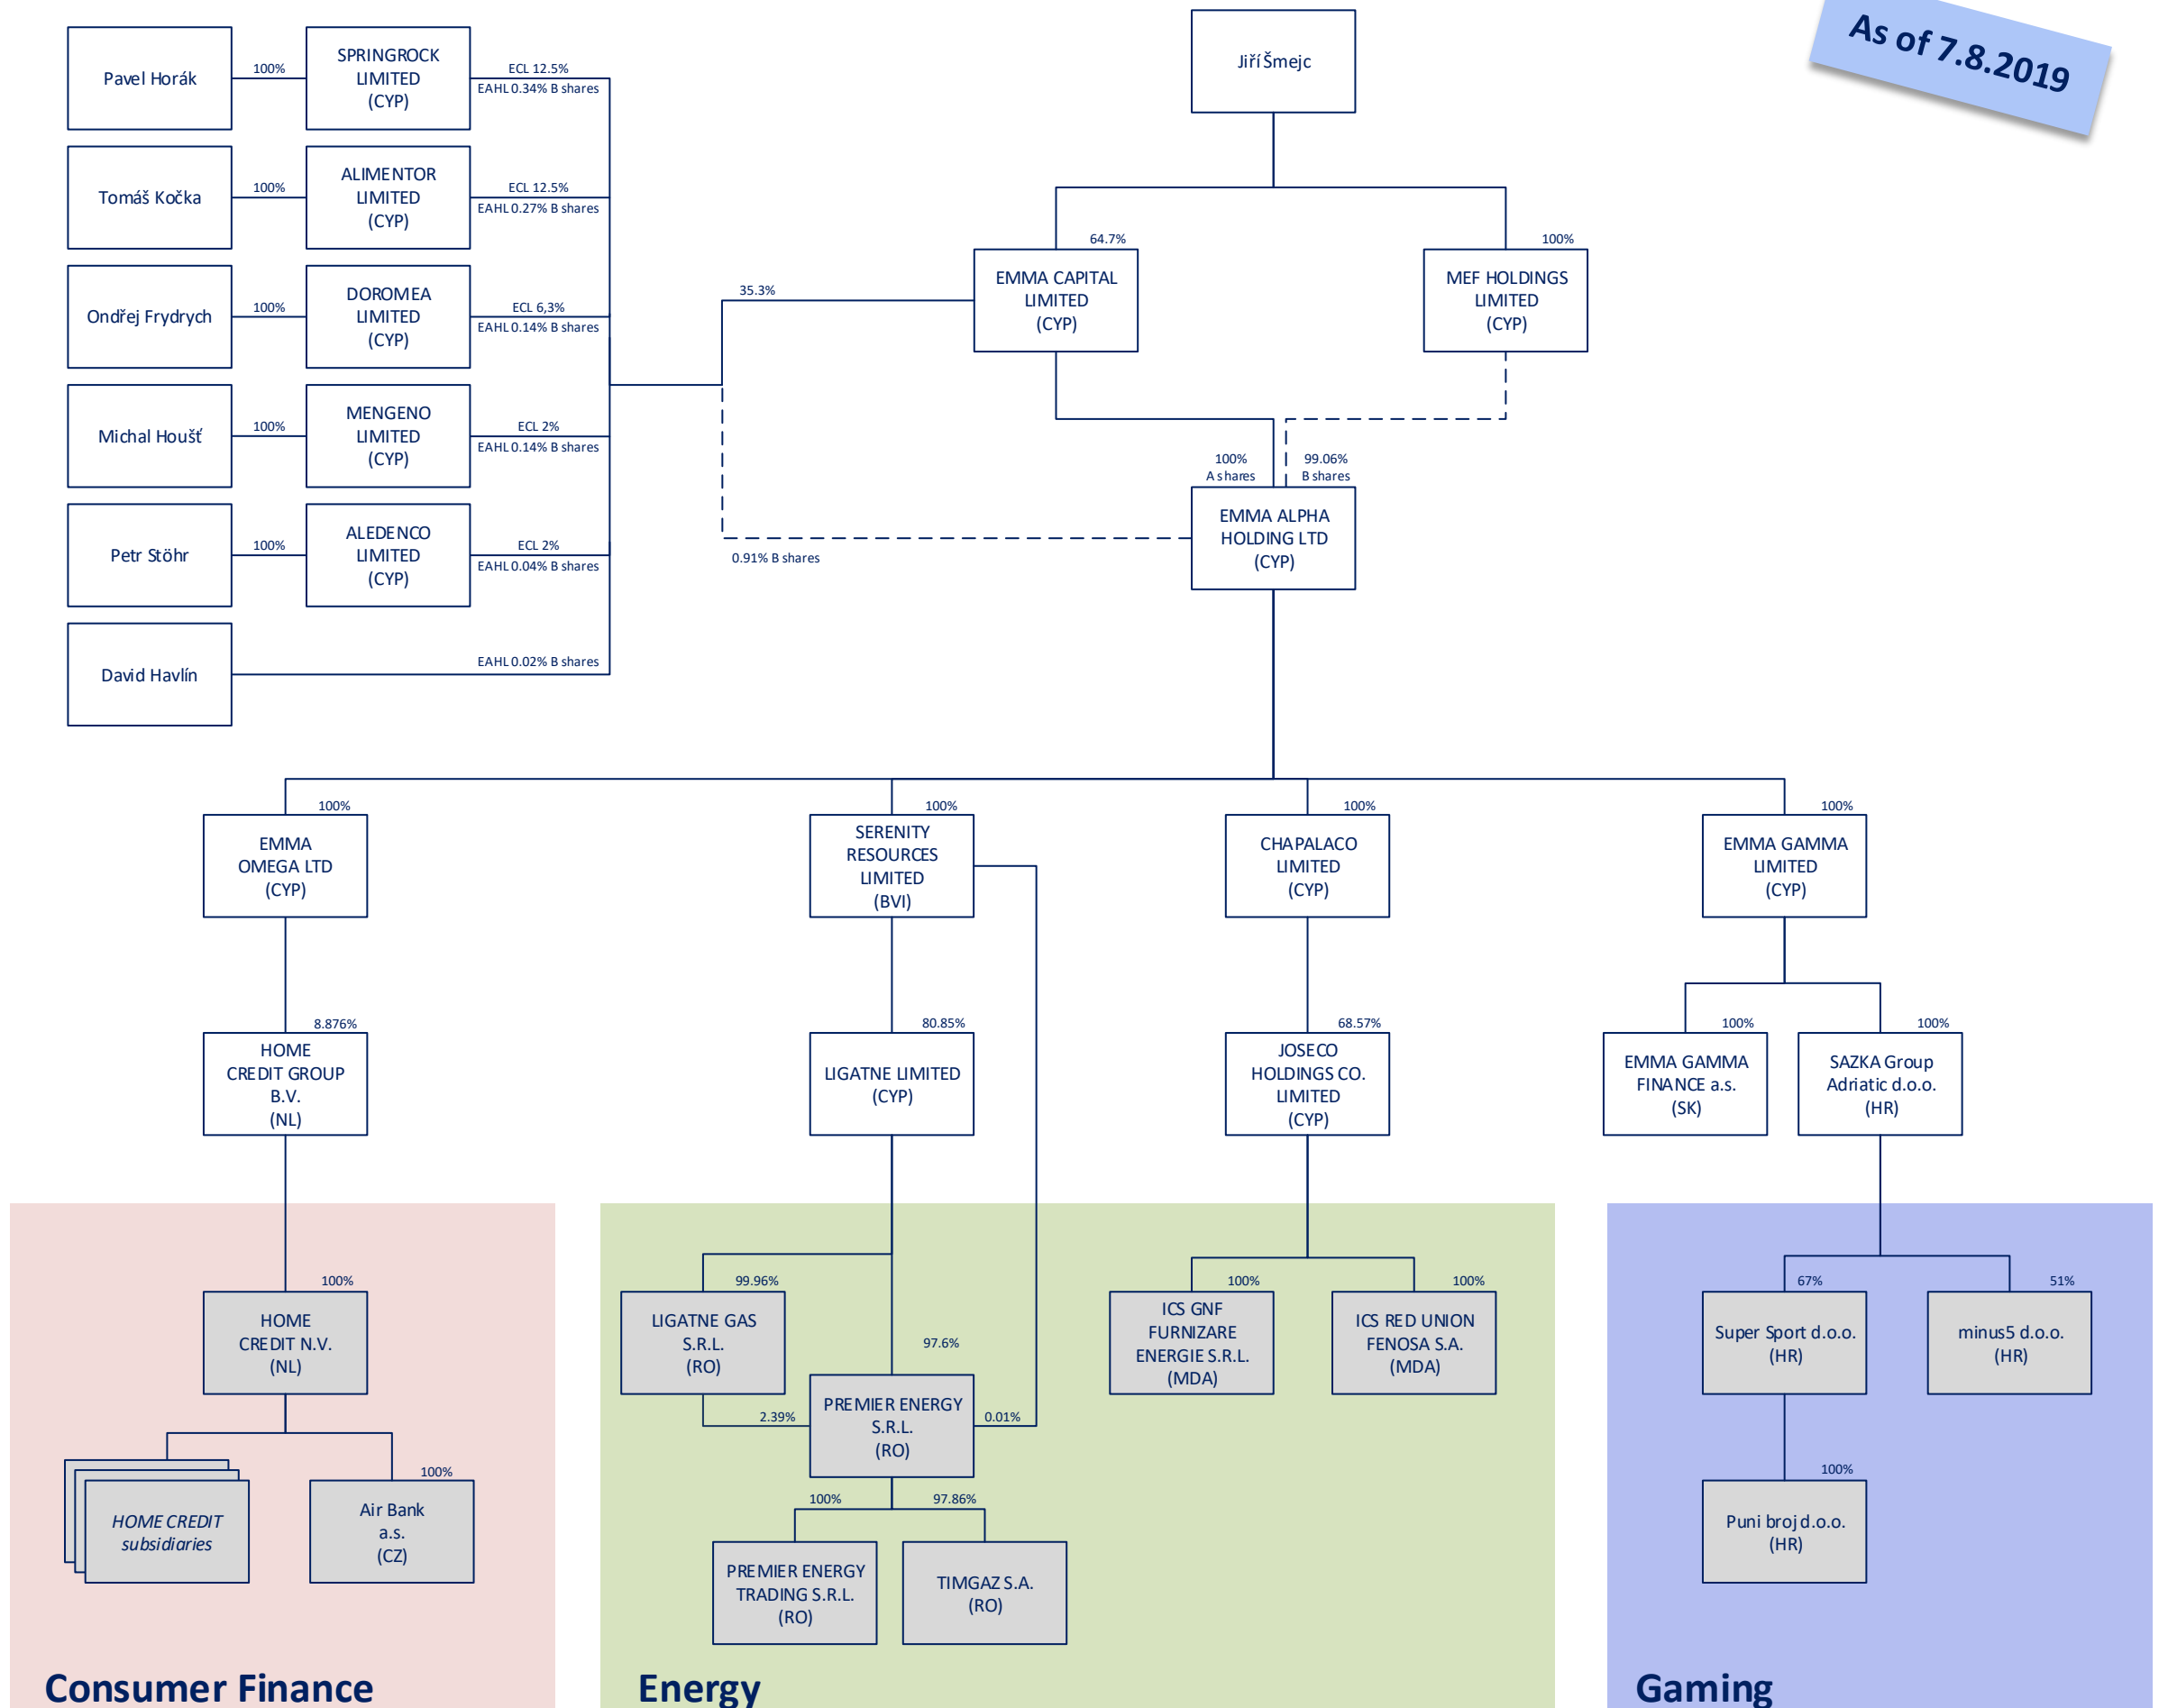 As of 7.8.2019
Jiří Šmejc
Pavel Horák
100%
SPRINGROCK
LIMITED
(CYP)
ECL 12.5%
EAHL 0.34% B shares
Tomáš Kočka
100%
ALIMENTOR
LIMITED
(CYP)
ECL 12.5%
EAHL 0.27% B shares
Ondřej Frydrych
100%
DOROMEA
LIMITED
(CYP)
ECL 6,3%
EAHL 0.14% B shares
Michal Houšť
100%
MENGENO
LIMITED
(CYP)
ECL 2%
EAHL 0.14% B shares
Petr Stöhr
100%
ALEDENCO
LIMITED
(CYP)
ECL 2%
EAHL 0.04% B shares
David Havlín
EAHL 0.02% B shares
35.3%
0.91% B shares
64.7%
EMMA CAPITAL
LIMITED
(CYP)
100%
MEF HOLDINGS
LIMITED
(CYP)
100%
A shares
99.06%
B shares
EMMA ALPHA
HOLDING LTD
(CYP)
100%
EMMA
OMEGA LTD
(CYP)
100%
SERENITY
RESOURCES
LIMITED
(BVI)
100%
CHAPALACO
LIMITED
(CYP)
100%
EMMA GAMMA
LIMITED
(CYP)
8.876%
HOME
CREDIT GROUP
B.V.
(NL)
80.85%
LIGATNE LIMITED
(CYP)
68.57%
JOSECO
HOLDINGS CO.
LIMITED
(CYP)
100%
EMMA GAMMA
FINANCE a.s.
(SK)
100%
SAZKA Group
Adriatic d.o.o.
(HR)
100%
HOME
CREDIT N.V.
(NL)
HOME CREDIT
subsidiaries
100%
Air Bank
a.s.
(CZ)
Consumer Finance
99.96%
LIGATNE GAS
S.R.L.
(RO)
97.6%
2.39%
PREMIER ENERGY
S.R.L.
(RO)
0.01%
100%
PREMIER ENERGY
TRADING S.R.L.
(RO)
97.86%
TIMGAZ S.A.
(RO)
100%
ICS GNF
FURNIZARE
ENERGIE S.R.L.
(MDA)
100%
ICS RED UNION
FENOSA S.A.
(MDA)
Energy
67%
Super Sport d.o.o.
(HR)
51%
minus5 d.o.o.
(HR)
100%
Puni broj d.o.o.
(HR)
Gaming